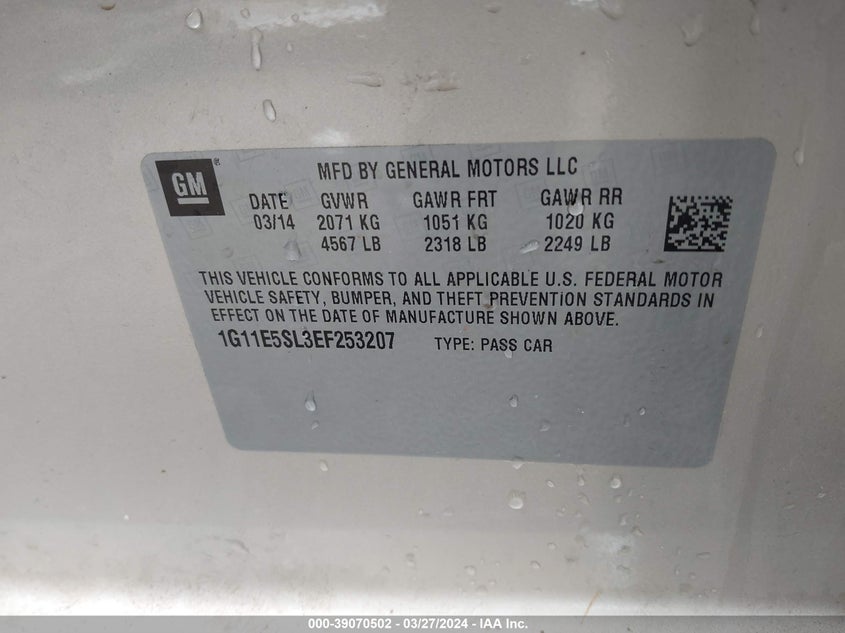 GM
MFD BY GENERAL MOTORS LLC
DATE GVWR GAWR FRT GAWR RR
03/14 2071 KG 1051 KG 1020 KG
4567 LB 2318 LB 2249 LB
THIS VEHICLE CONFORMS TO ALL APPLICABLE U.S. FEDERAL MOTOR
VEHICLE SAFETY, BUMPER, AND THEFT PREVENTION STANDARDS IN
EFFECT ON THE DATE OF MANUFACTURE SHOWN ABOVE.
1G11E5SL3EF253207 TYPE: PASS CAR
000-39070502 - 03/27/2024 - IAA Inc.